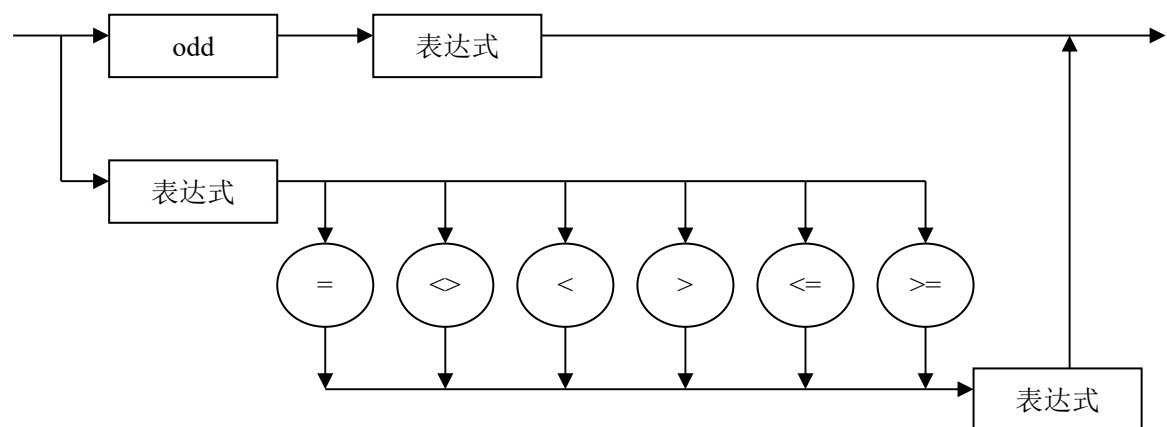 odd
表达式
表达式
=
<>
<
>
<=
>=
表达式